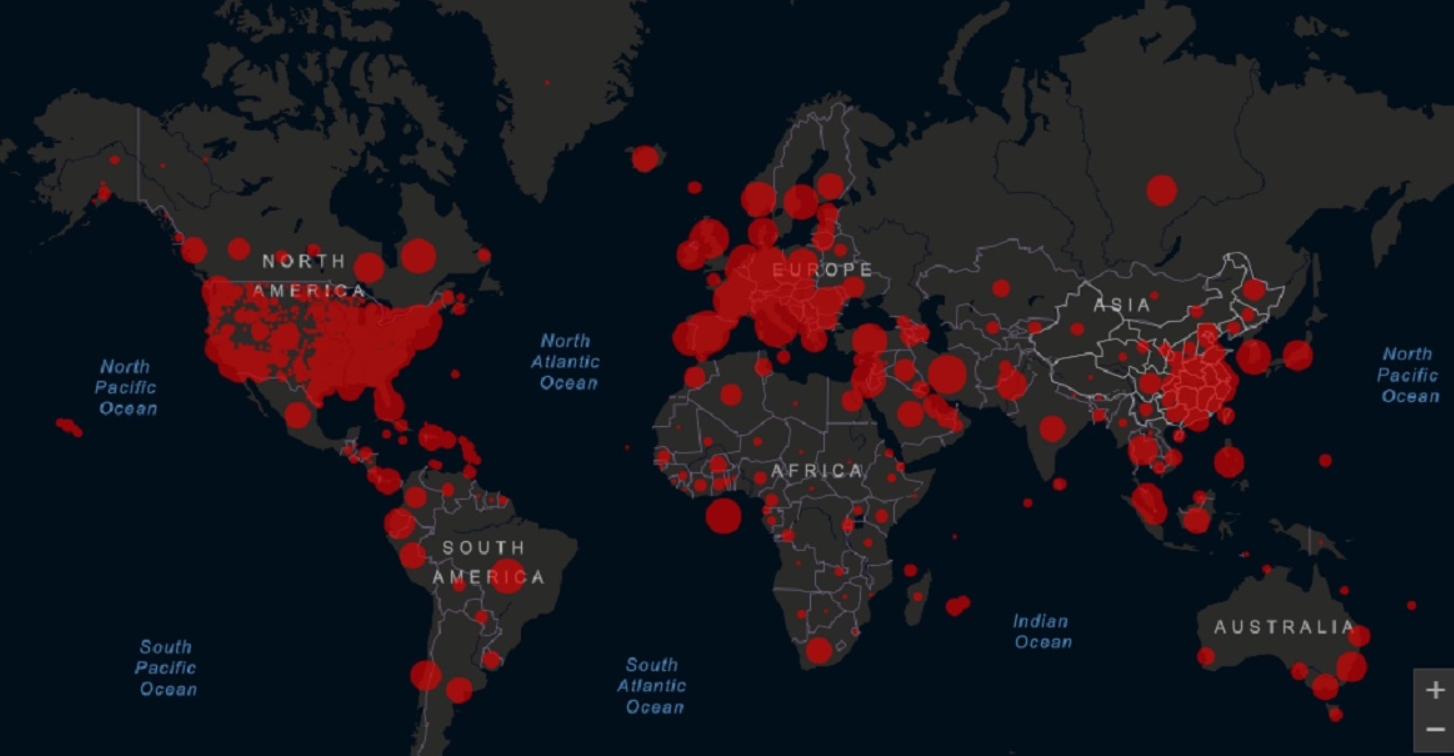 NORTH
AMERICA
EUROPE
ASIA
North
Atlantic
Ocean
North
Pacific
Ocean
North
Pacific
Ocean
AFRICA
SOUTH
AMERICA
Indian
Ocean
AUSTRALIA
South
Pacific
Ocean
South
Atlantic
Ocean
+
−